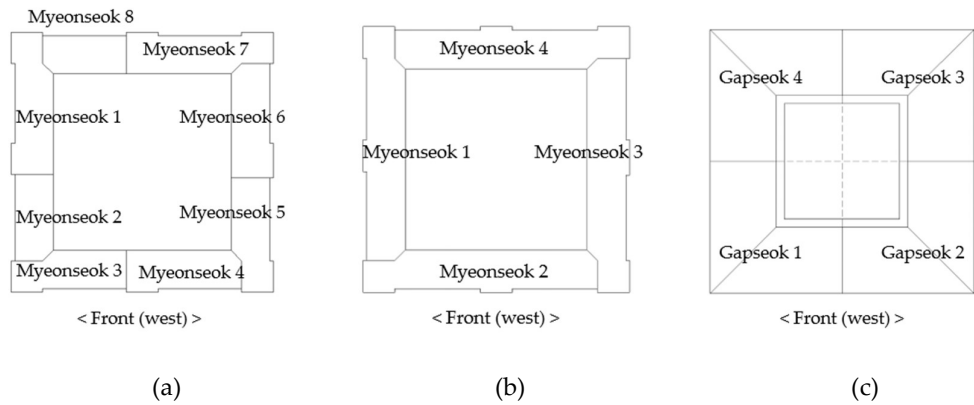 Myeonseok 8
Myeonseok 7
Myeonseok 1
Myeonseok 6
Myeonseok 2
Myeonseok 5
Myeonseok 3
Myeonseok 4
< Front (west) >
(a)
Myeonseok 4
Myeonseok 1
Myeonseok 3
Myeonseok 2
< Front (west) >
(b)
Gapseok 4
Gapseok 3
Gapseok 1
Gapseok 2
< Front (west) >
(c)